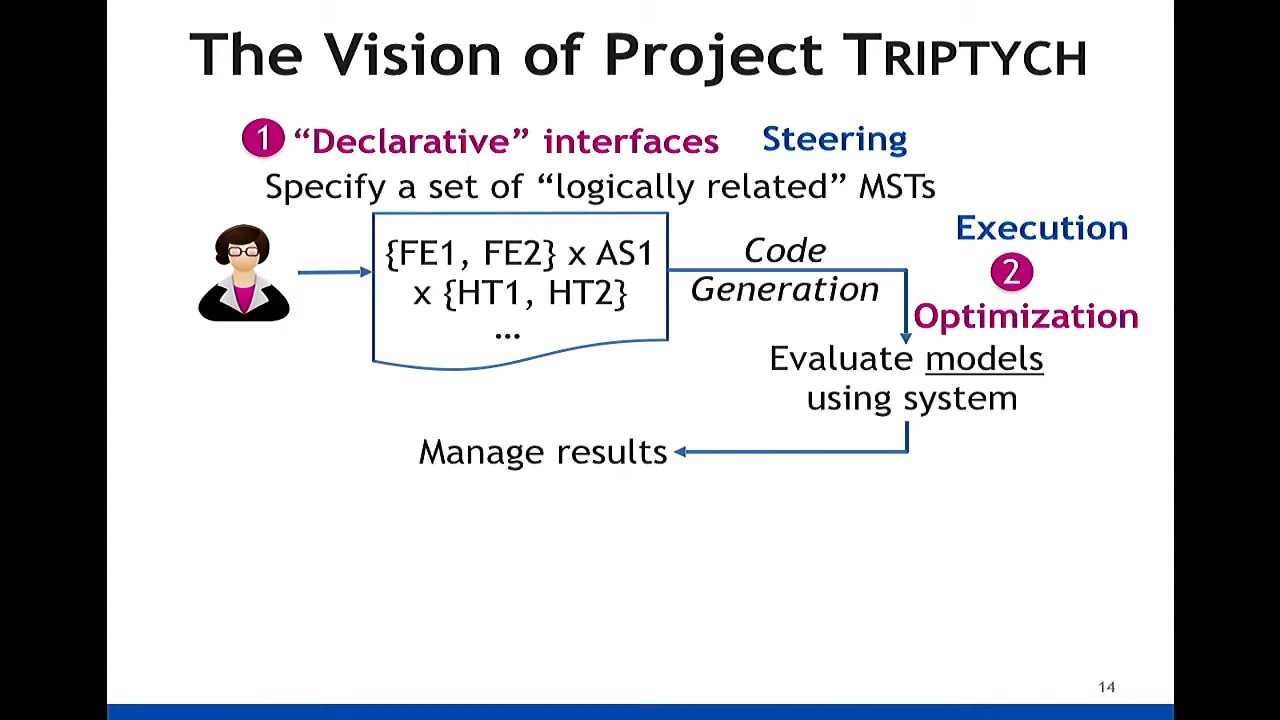 The Vision of Project TRIPTYCH
1 “Declarative” interfaces Steering
Specify a set of “logically related” MSTs
{FE1, FE2} x AS1
x {HT1, HT2}
...
Code
Generation
Execution
2
Optimization
Evaluate models
using system
Manage results
14